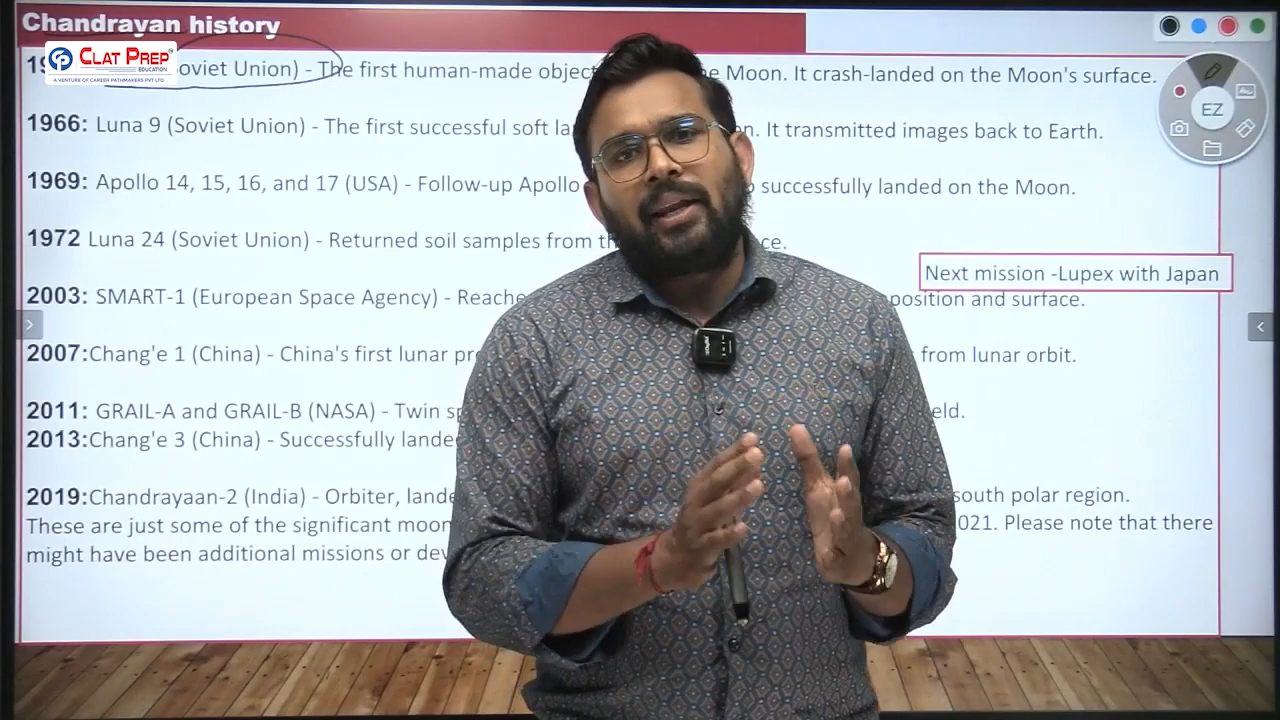 Chandrayan history
CLAT PREP
EDUCATION
A VENTURE OF CAREER PATHMAKERS PVT LTD
oviet Union) - The first human-made objec e Moon. It crash-landed on the Moon's surface.
1966: Luna 9 (Soviet Union) - The first successful soft la n. It transmitted images back to Earth.
1969: Apollo 14, 15, 16, and 17 (USA) - Follow-up Apollo successfully landed on the Moon.
1972 Luna 24 (Soviet Union) - Returned soil samples from th ce.
Next mission -Lupex with Japan
2003: SMART-1 (European Space Agency) - Reache position and surface.
2007:Chang'e 1 (China) - China's first lunar pr from lunar orbit.
2011: GRAIL-A and GRAIL-B (NASA) - Twin sp eld.
2013:Chang'e 3 (China) - Successfully lande
2019:Chandrayaan-2 (India) - Orbiter, lande south polar region.
These are just some of the significant moon 021. Please note that there
might have been additional missions or dev
EZ